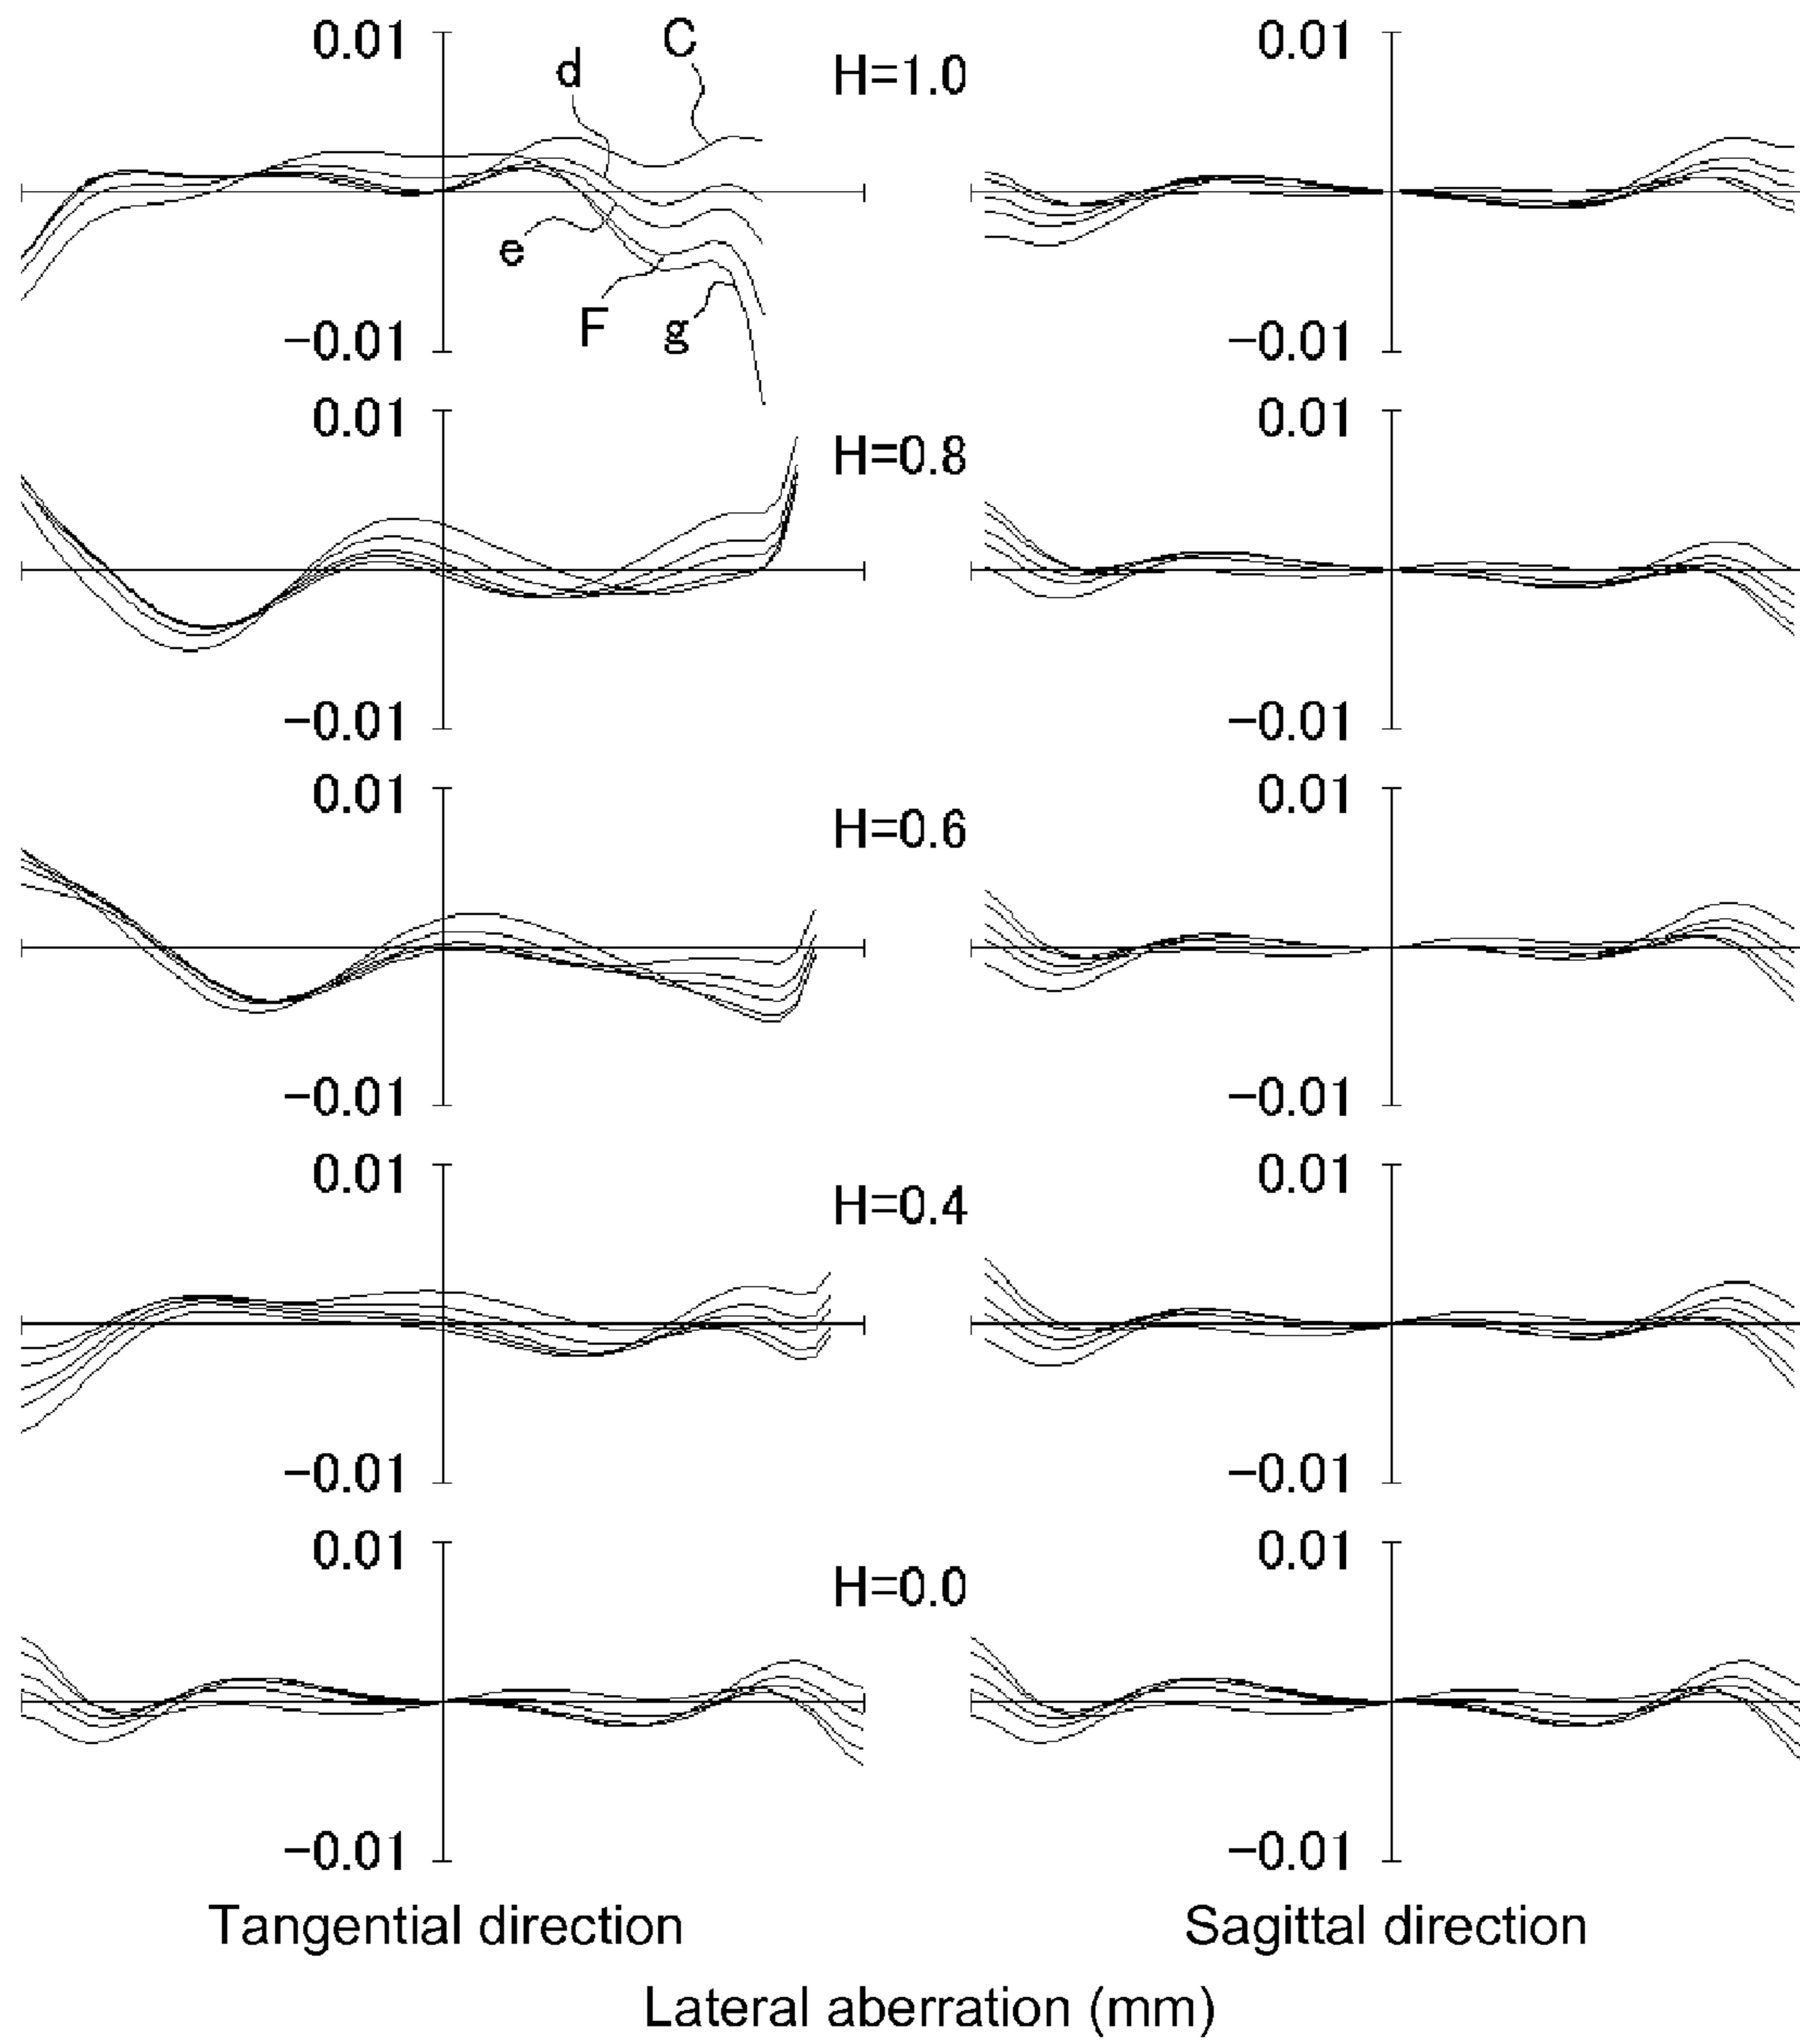 0.01
C
0.01
d
H=1.0
e
F
g
−0.01
−0.01
0.01
0.01
H=0.8
−0.01
−0.01
0.01
0.01
H=0.6
−0.01
−0.01
0.01
0.01
H=0.4
−0.01
−0.01
0.01
0.01
H=0.0
−0.01
−0.01
Tangential direction
Sagittal direction
Lateral aberration (mm)